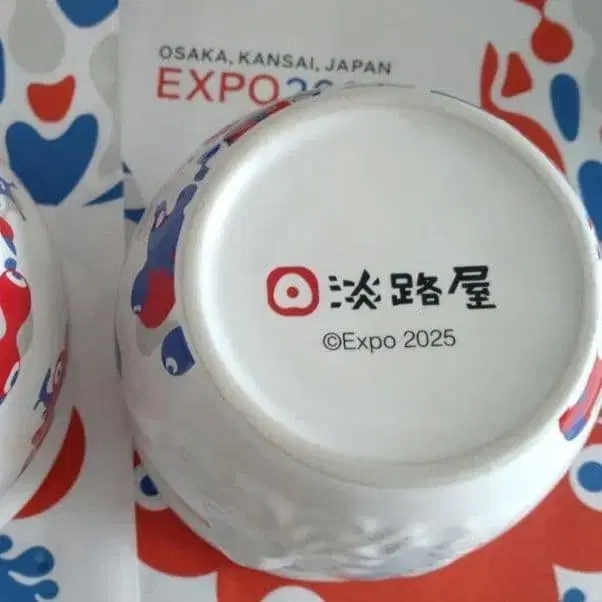 OSAKA, KANSAI, JAPAN
EXPO
淡路屋
©Expo 2025